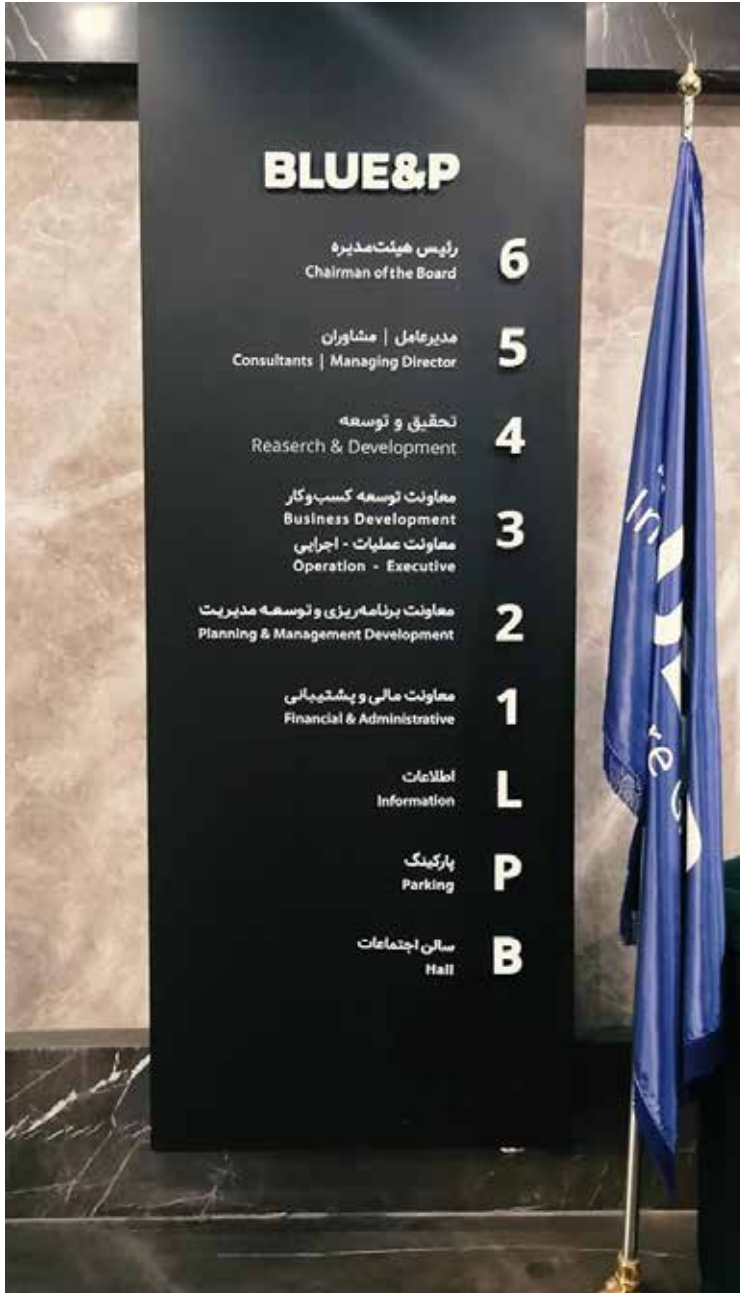 BLUE&P
رئیس هیئت‌مدیره 6
Chairman of the Board
مدیرعامل | مشاوران 5
Consultants | Managing Director
تحقیق و توسعه 4
Reaserch & Development
معاونت توسعه کسب‌وکار
Business Development
3
معاونت عملیات - اجرایی
Operation - Executive
معاونت برنامه‌ریزی و توسعه مدیریت 2
Planning & Management Development
معاونت مالی و پشتیبانی 1
Financial & Administrative
اطلاعات L
Information
پارکینگ P
Parking
سالن اجتماعات B
Hall